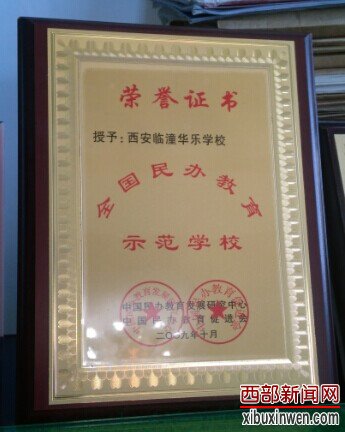 荣誉证书
授予：西安临潼华乐学校
全国民办教育
示范学校
中国民办教育发展研究中心
中国民办教育促进会
二〇〇九年十月
西部新闻网
xibuxinwen.com